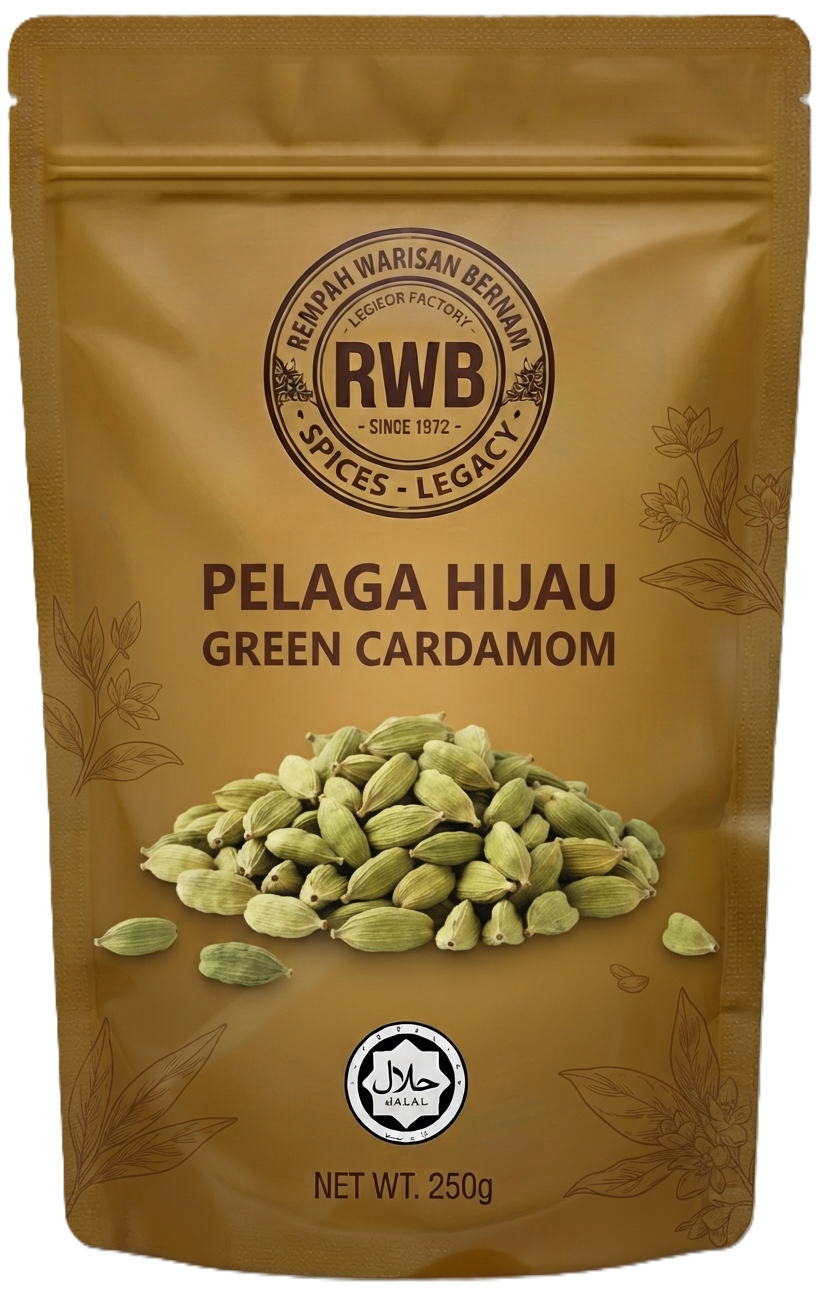 REMPAH WARISAN BERNAM
- LEGIEOR FACTORY -
RWB
- SINCE 1972 -
• SPICES - LEGACY •
PELAGA HIJAU
GREEN CARDAMOM
حلال
HALAL
NET WT. 250g